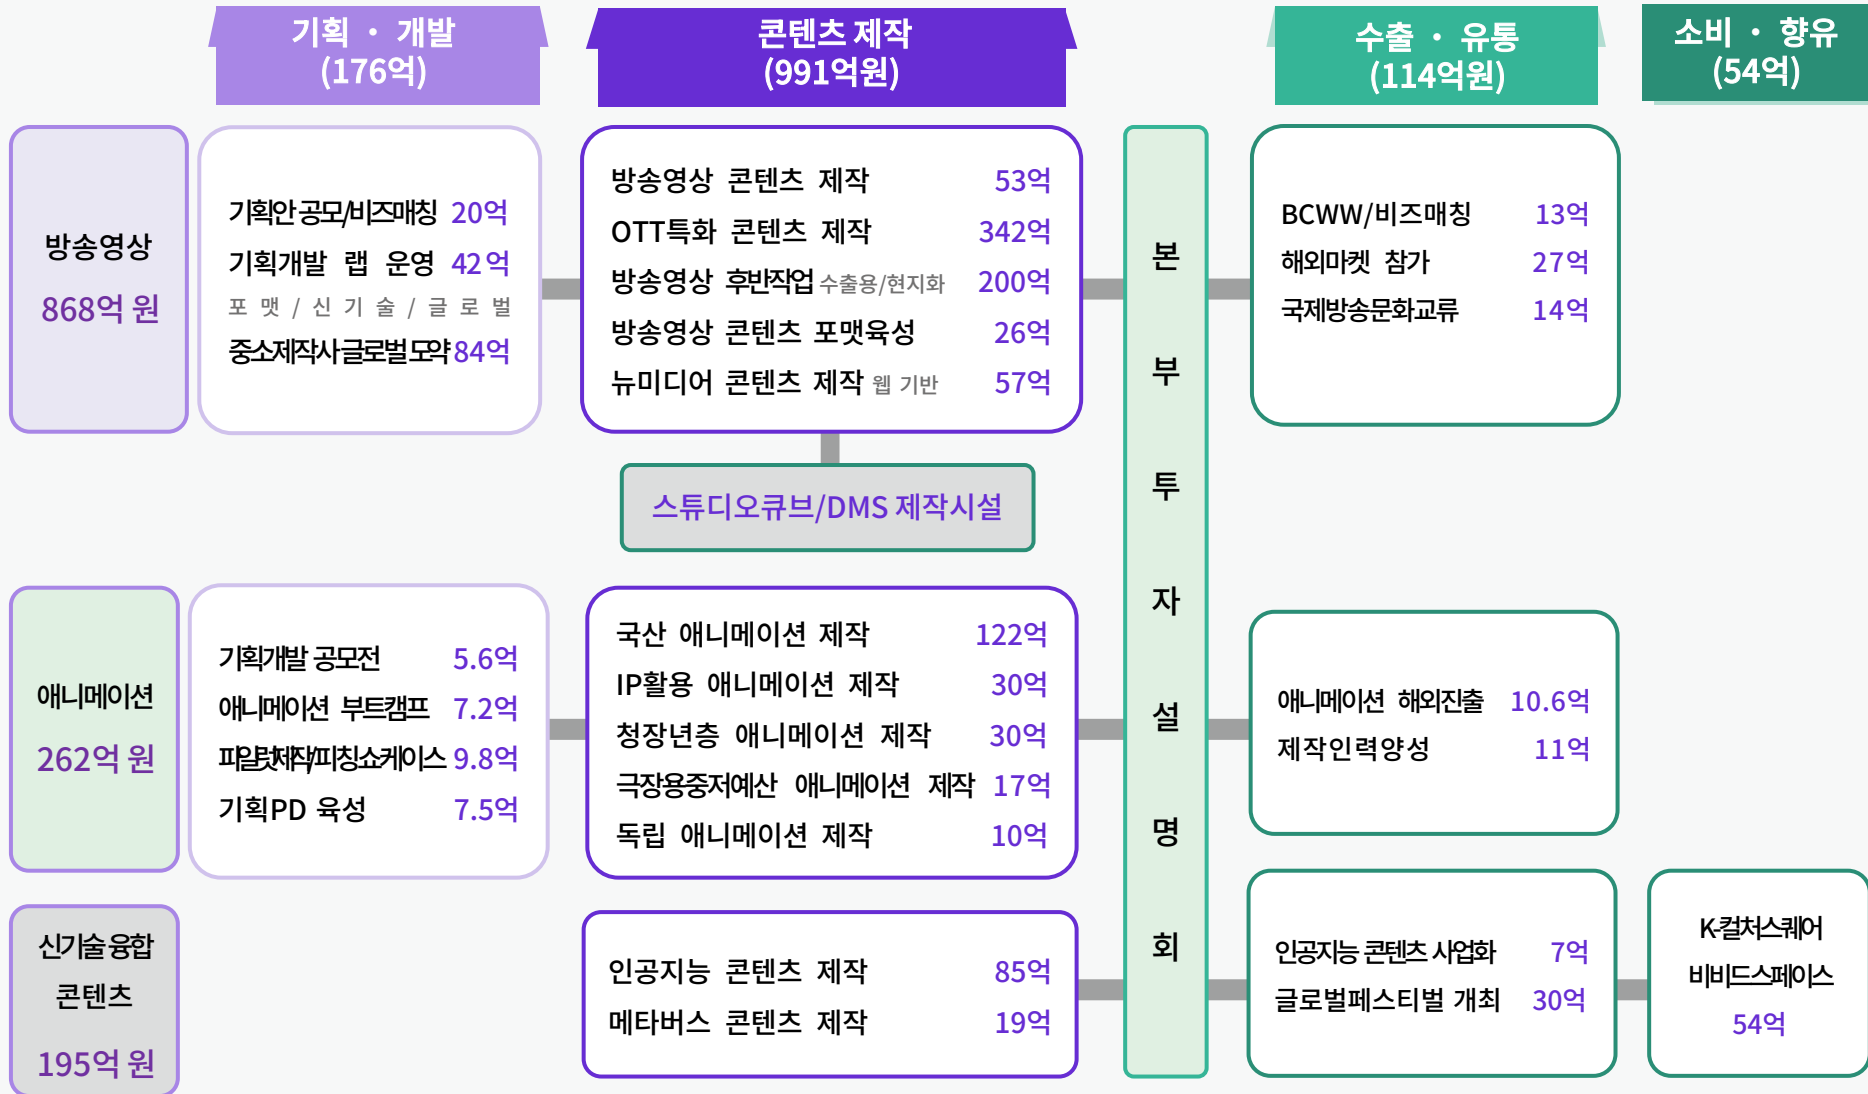 기획 · 개발
(176억)
콘텐츠 제작
(991억원)
수출 · 유통
(114억원)
소비 · 향유
(54억)
방송영상
868억 원
기획안 공모/비즈매칭 20억
기획개발 랩 운영 42억
포맷/신기술/글로벌
중소제작사 글로벌 도약 84억
방송영상 콘텐츠 제작 53억
OTT특화 콘텐츠 제작 342억
방송영상 후반작업 수출용/현지화 200억
방송영상 콘텐츠 포맷육성 26억
뉴미디어 콘텐츠 제작 웹 기반 57억
스튜디오큐브/DMS 제작시설
본
부
투
자
설
명
회
BCWW/비즈매칭 13억
해외마켓 참가 27억
국제방송문화교류 14억
애니메이션
262억 원
기획개발 공모전 5.6억
애니메이션 부트캠프 7.2억
파일럿제작/피칭쇼케이스 9.8억
기획PD 육성 7.5억
국산 애니메이션 제작 122억
IP활용 애니메이션 제작 30억
청장년층 애니메이션 제작 30억
극장용중저예산 애니메이션 제작 17억
독립 애니메이션 제작 10억
애니메이션 해외진출 10.6억
제작인력양성 11억
신기술융합
콘텐츠
195억 원
인공지능 콘텐츠 제작 85억
메타버스 콘텐츠 제작 19억
인공지능 콘텐츠 사업화 7억
글로벌페스티벌 개최 30억
K-컬처스퀘어
비비드스페이스
54억